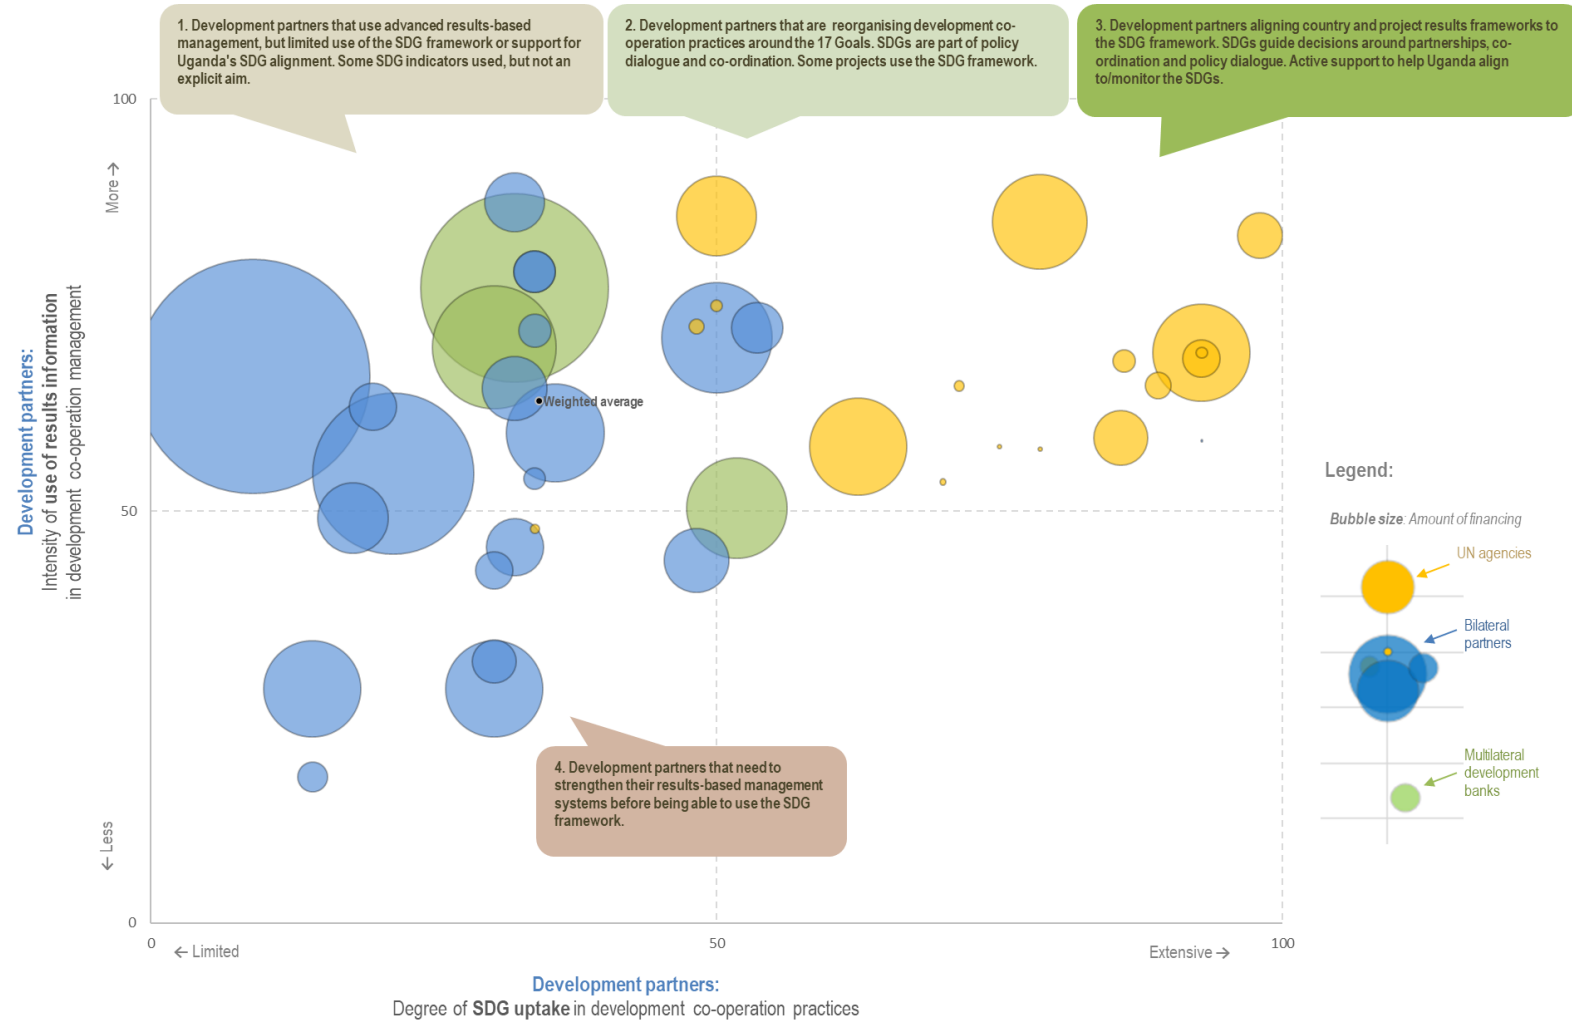 1. Development partners that use advanced results-based
management, but limited use of the SDG framework or support for
Uganda's SDG alignment. Some SDG indicators used, but not an
explicit aim.
2. Development partners that are reorganising development co-
operation practices around the 17 Goals. SDGs are part of policy
dialogue and co-ordination. Some projects use the SDG framework.
3. Development partners aligning country and project results frameworks to
the SDG framework. SDGs guide decisions around partnerships, co-
ordination and policy dialogue. Active support to help Uganda align
to/monitor the SDGs.
100
More →
Development partners:
Intensity of use of results information
in development co-operation management
Weighted average
50
← Less
4. Development partners that need to
strengthen their results-based management
systems before being able to use the SDG
framework.
0
0
50
100
← Limited
Extensive →
Development partners:
Degree of SDG uptake in development co-operation practices
Legend:
Bubble size: Amount of financing
UN agencies
Bilateral
partners
Multilateral
development
banks